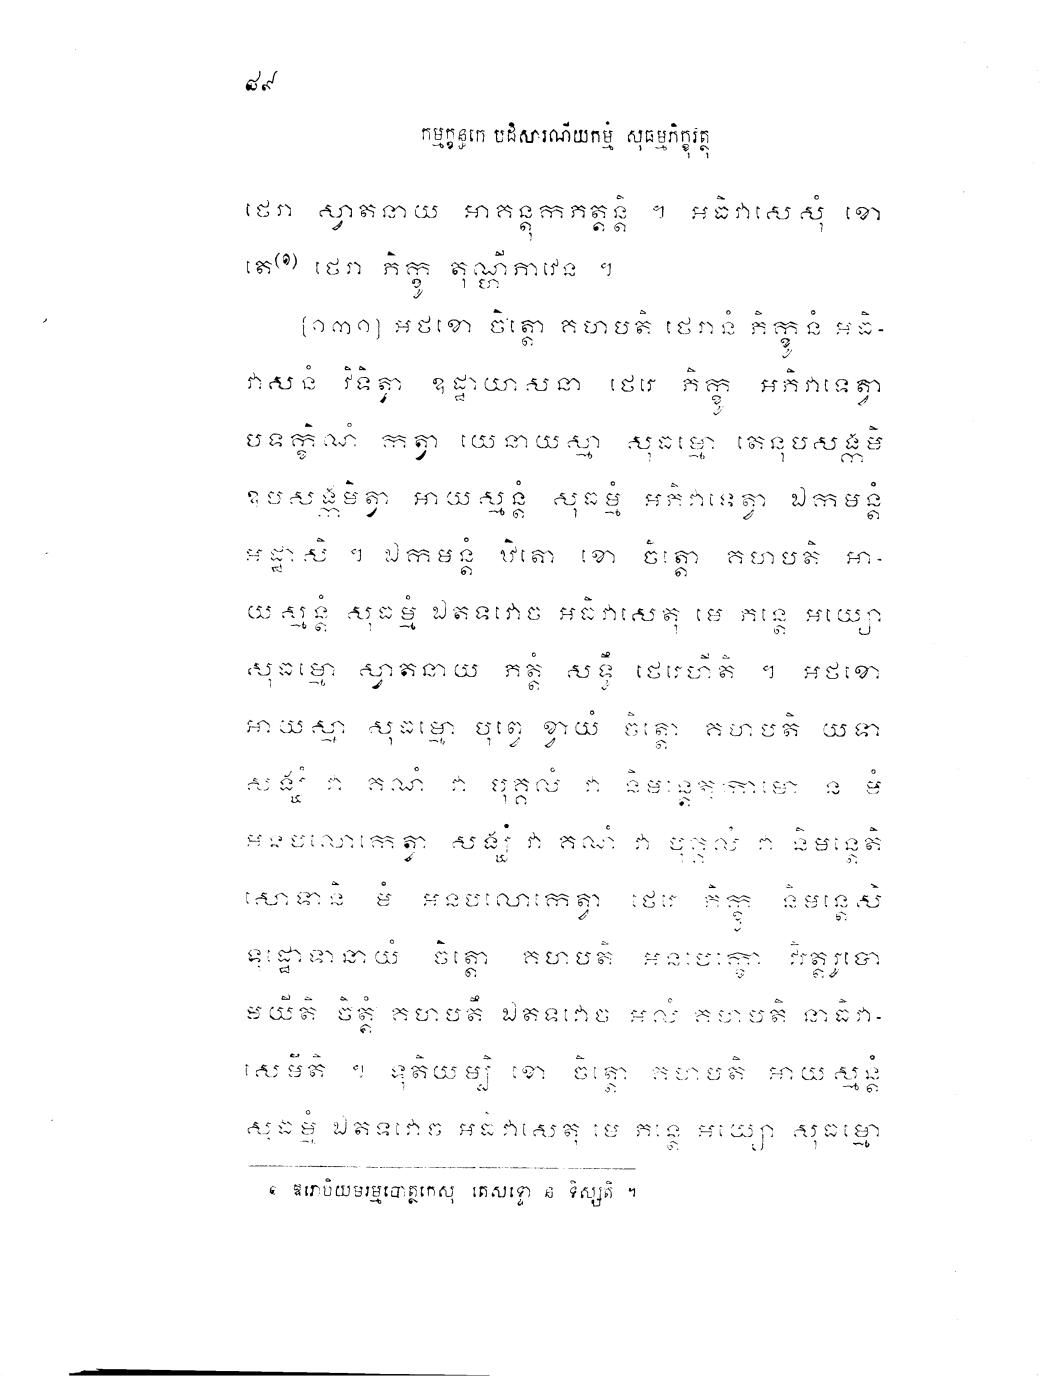 ៨៩
កម្មក្ខន្ធកេ បដិសារណីយកម្មំ សុធម្មភិក្ខុវត្ថុ
ថេរា ស្វាតនាយ អាគន្តុកភត្តន្តិ ។ អធិវាសេសុំ ខោ
តេ(១) ថេរា ភិក្ខូ តុណ្ហីភាវេន ។
[១៣១] អថខោ ចិត្តោ គហបតិ ថេរានំ ភិក្ខូនំ អធិ-
វាសនំ វិទិត្វា ឧដ្ឋាយាសនា ថេរេ ភិក្ខូ អភិវាទេត្វា
បទក្ខិណំ កត្វា យេនាយស្មា សុធម្មោ តេនុបសង្កមិ
ឧបសង្កមិត្វា អាយស្មន្តំ សុធម្មំ អភិវាទេត្វា ឯកមន្តំ
អដ្ឋាសិ ។ ឯកមន្តំ ឋិតោ ខោ ចិត្តោ គហបតិ អា-
យស្មន្តំ សុធម្មំ ឯតទវោច អធិវាសេតុ មេ ភន្តេ អយ្យោ
សុធម្មោ ស្វាតនាយ ភត្តំ សទ្ធឹ ថេរេហីតិ ។ អថខោ
អាយស្មា សុធម្មោ បុព្វេ ខ្វាយំ ចិត្តោ គហបតិ យទា
សង្ឃំ វា គណំ វា បុគ្គលំ វា និមន្តេតុកាមោ ន មំ
អនបលោកេត្វា សង្ឃំ វា គណំ វា បុគ្គលំ វា និមន្តេតិ
សោទានិ មំ អនបលោកេត្វា ថេរេ ភិក្ខូ និមន្តេសិ
ទុដ្ឋោទានាយំ ចិត្តោ គហបតិ អនបេក្ខោ វិរត្តរូបោ
មយីតិ ចិត្តំ គហបតឹ ឯតទវោច អលំ គហបតិ នាធិវា-
សេមីតិ ។ ទុតិយម្បិ ខោ ចិត្តោ គហបតិ អាយស្មន្តំ
សុធម្មំ ឯតទវោច អធិវាសេតុ មេ ភន្តេ អយ្យោ សុធម្មោ
១ ឱរោបិយមរម្មបោត្ថកេសុ តេសទ្ទោ ន ទិស្សតិ ។